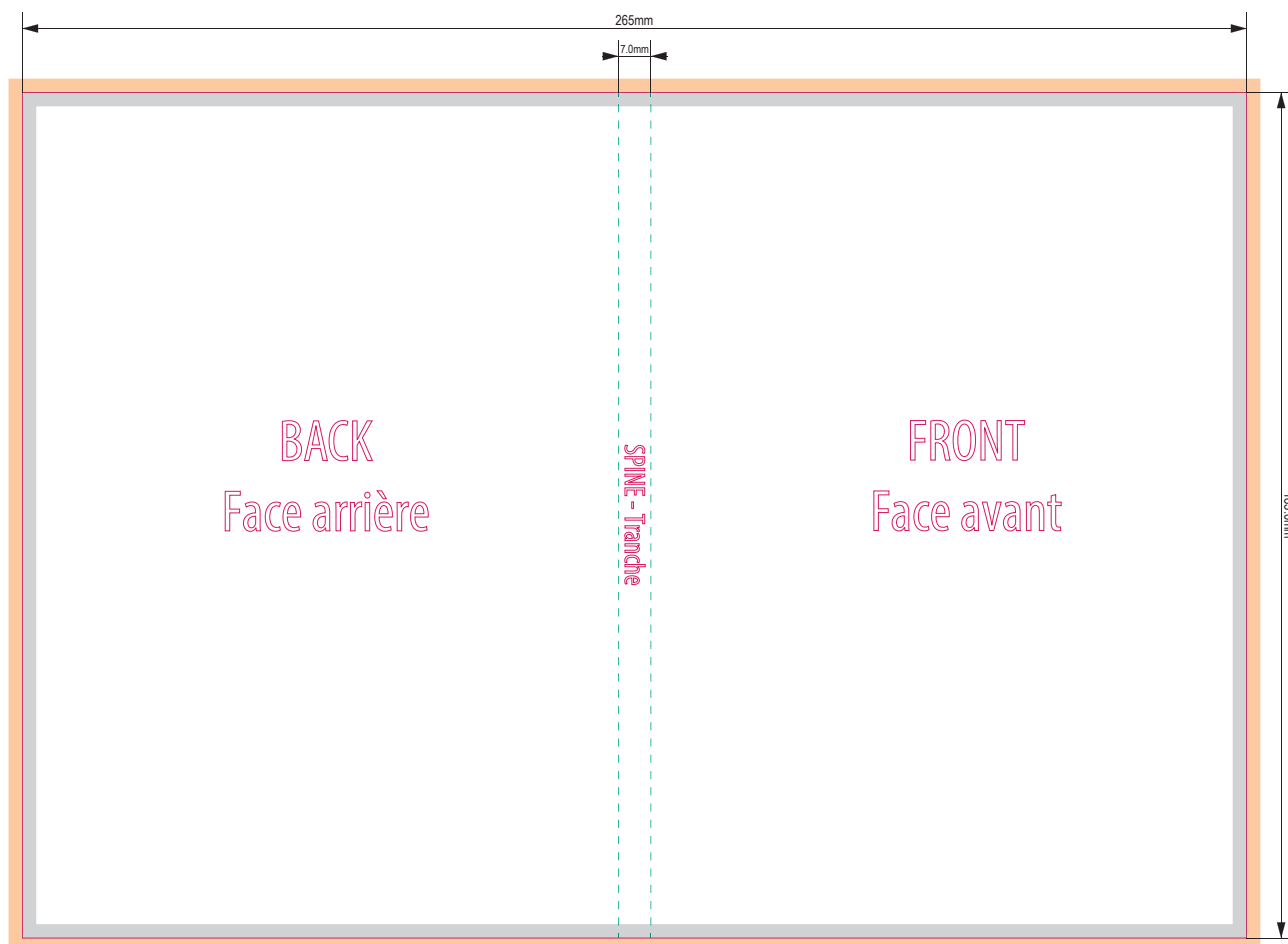 265mm
7.0mm
BACK
Face arrière
SPINE - Tranche
FRONT
Face avant